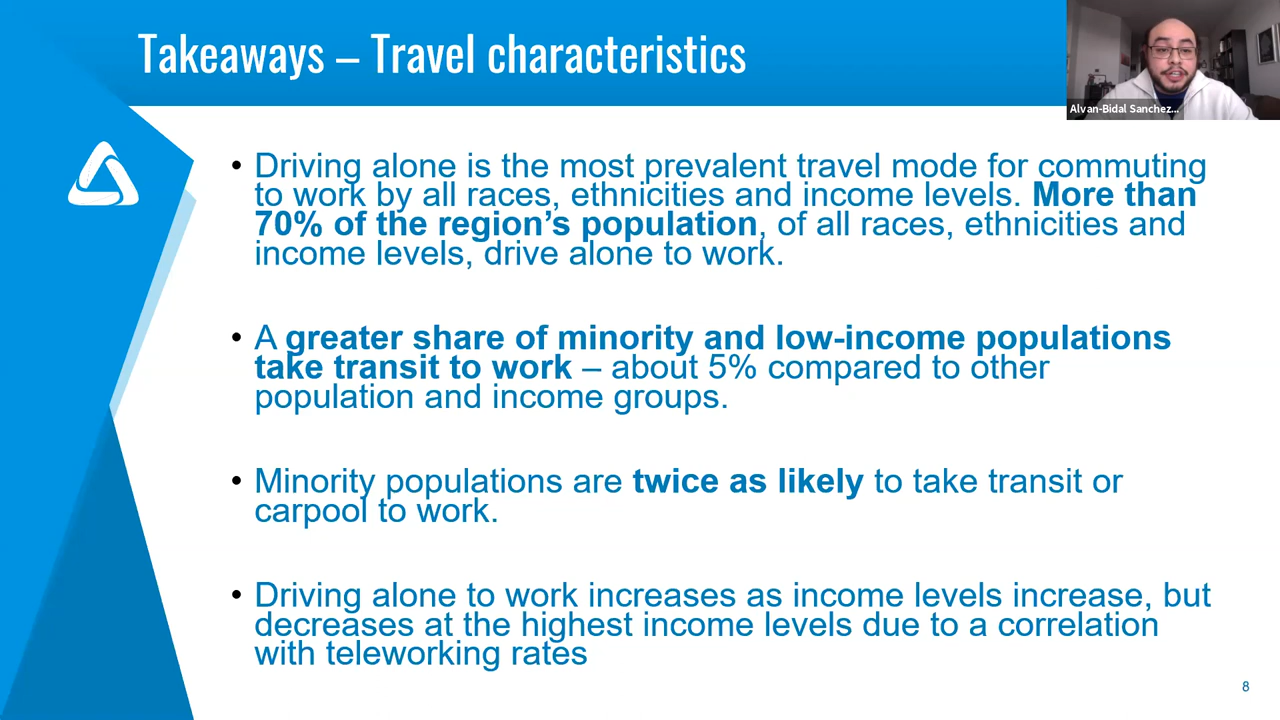 Takeaways – Travel characteristics
Alvan-Bidal Sanchez...
• Driving alone is the most prevalent travel mode for commuting
to work by all races, ethnicities and income levels. More than
70% of the region’s population, of all races, ethnicities and
income levels, drive alone to work.
• A greater share of minority and low-income populations
take transit to work – about 5% compared to other
population and income groups.
• Minority populations are twice as likely to take transit or
carpool to work.
• Driving alone to work increases as income levels increase, but
decreases at the highest income levels due to a correlation
with teleworking rates
8